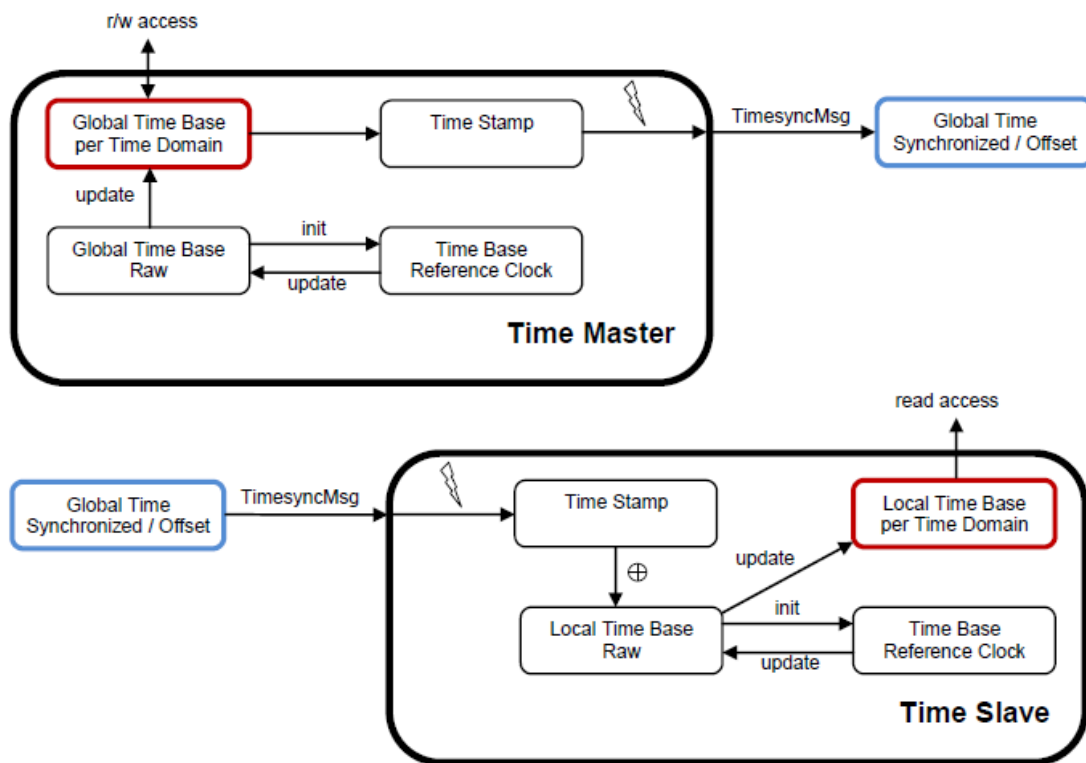 r/w access
Global Time Base
per Time Domain
Time Stamp
TimesyncMsg
Global Time
Synchronized / Offset
update
Global Time Base
Raw
init
update
Time Base
Reference Clock
Time Master
read access
Global Time
Synchronized / Offset
TimesyncMsg
Time Stamp
Local Time Base
per Time Domain
update
Local Time Base
Raw
init
update
Time Base
Reference Clock
Time Slave